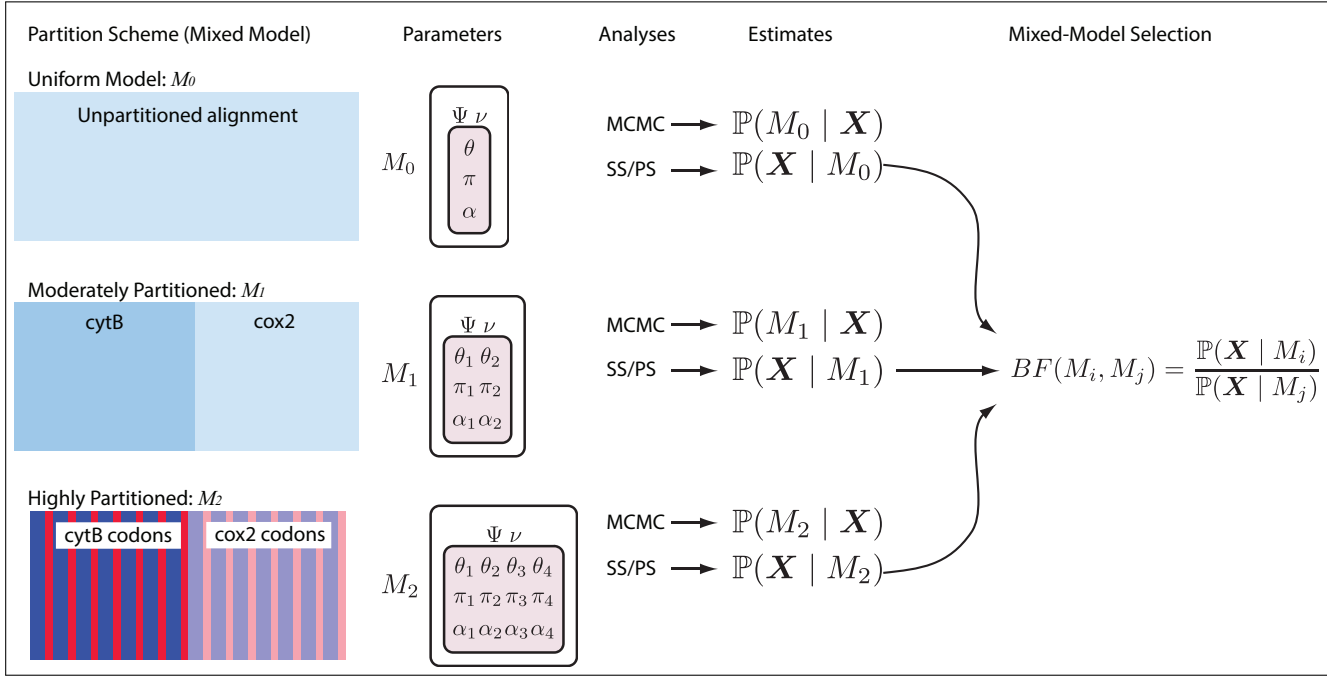 Partition Scheme (Mixed Model) Parameters Analyses Estimates Mixed-Model Selection
Uniform Model: M₀
Unpartitioned alignment
M₀
Ψ ν
θ
π
α
MCMC ℙ(M₀ | X)
SS/PS ℙ(X | M₀)
Moderately Partitioned: M₁
cytB cox2
M₁
Ψ ν
θ₁ θ₂
π₁ π₂
α₁ α₂
MCMC ℙ(M₁ | X)
SS/PS ℙ(X | M₁)
BF(Mᵢ, Mⱼ) = ℙ(X | Mᵢ) / ℙ(X | Mⱼ)
Highly Partitioned: M₂
cytB codons cox2 codons
M₂
Ψ ν
θ₁ θ₂ θ₃ θ₄
π₁ π₂ π₃ π₄
α₁ α₂ α₃ α₄
MCMC ℙ(M₂ | X)
SS/PS ℙ(X | M₂)